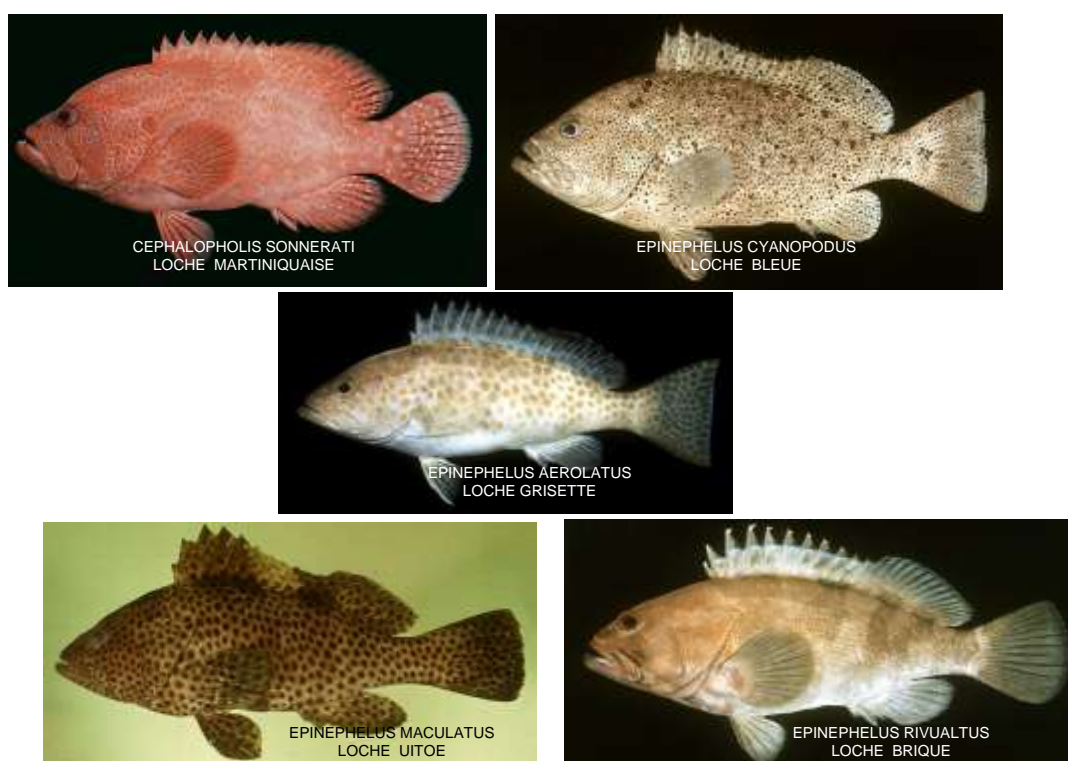 CEPHALOPHOLIS SONNERATI
LOCHE MARTINIQUAISE
EPINEPHELUS CYANOPODUS
LOCHE BLEUE
EPINEPHELUS AEROLATUS
LOCHE GRISETTE
EPINEPHELUS MACULATUS
LOCHE UITOE
EPINEPHELUS RIVUALTUS
LOCHE BRIQUE